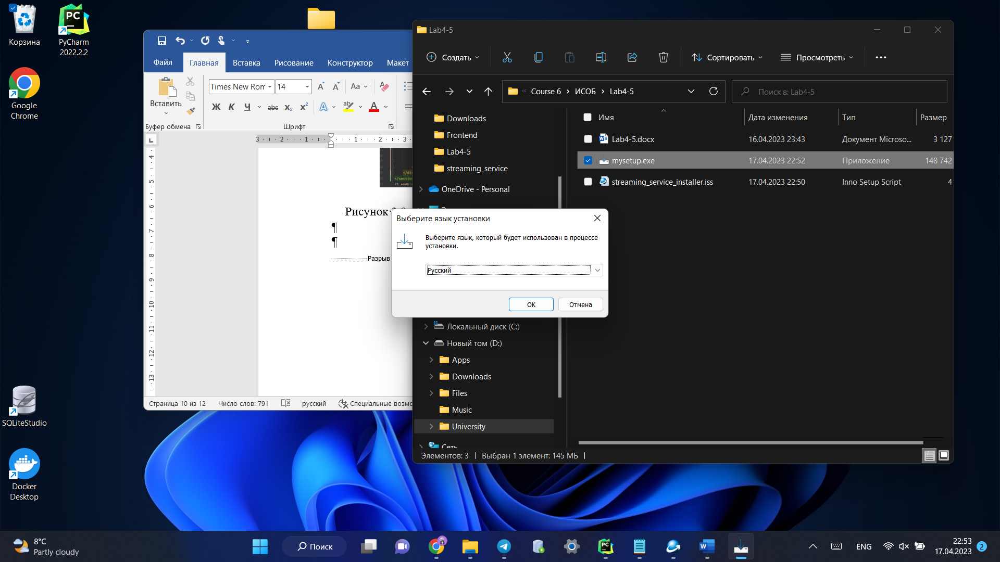 Корзина
PyCharm
2022.2.2
Google
Chrome
SQLiteStudio
Docker
Desktop
Файл
Главная
Вставка
Рисование
Конструктор
Макет
Вставить
Times New Rom
14
Aa
Ж
К
Ч
abc
x₂
x²
A
Буфер обмена
Шрифт
3 2 1 1 2 3
4
5
6
7
8
9
10
11
12
13
Рисунок
¶
¶
Разрыв
Страница 10 из 12
Число слов: 791
русский
Специальные возмо
Lab4-5
Создать
Сортировать
Просмотреть
«
Course 6 › ИСОБ › Lab4-5
Поиск в: Lab4-5
Downloads
Frontend
Lab4-5
streaming_service
OneDrive - Personal
Локальный диск (C:)
Новый том (D:)
Apps
Downloads
Files
Music
University
Сеть
Имя
Дата изменения
Тип
Размер
Lab4-5.docx
16.04.2023 23:43
Документ Microso...
3 127
mysetup.exe
17.04.2023 22:52
Приложение
148 742
streaming_service_installer.iss
17.04.2023 22:50
Inno Setup Script
4
Элементов: 3
Выбран 1 элемент: 145 МБ
Выберите язык установки
Выберите язык, который будет использован в процессе
установки.
Русский
ОК
Отмена
8°C
Partly cloudy
Поиск
ENG
22:53
17.04.2023
2